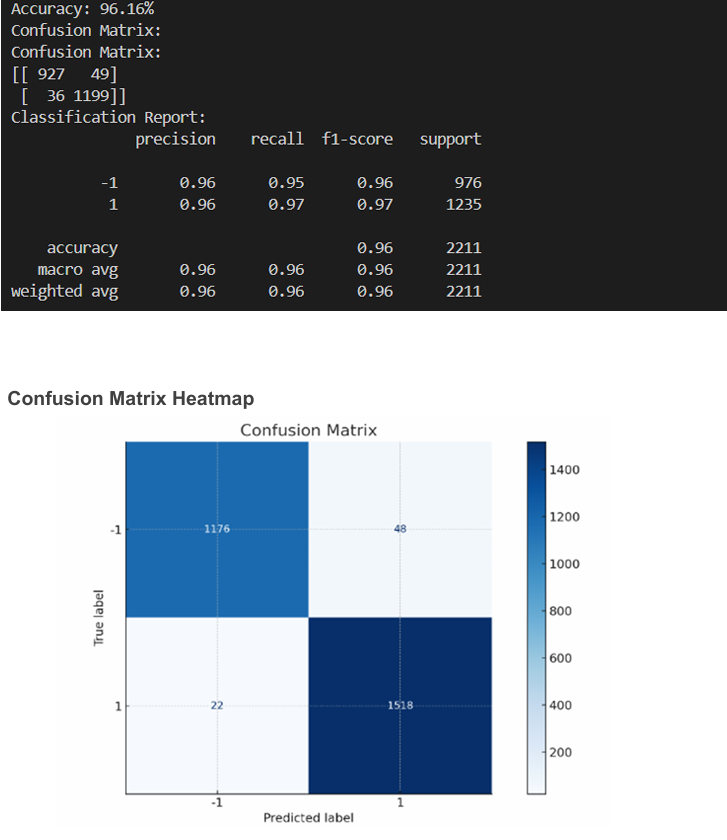 Accuracy: 96.16%
Confusion Matrix:
Confusion Matrix:
[[ 927   49]
 [  36 1199]]
Classification Report:
              precision    recall  f1-score   support

          -1       0.96      0.95      0.96       976
           1       0.96      0.97      0.97      1235

    accuracy                           0.96      2211
   macro avg       0.96      0.96      0.96      2211
weighted avg       0.96      0.96      0.96      2211
Confusion Matrix Heatmap
Confusion Matrix
-1 1176 48
1 22 1518
-1 1
True label
Predicted label
1400
1200
1000
800
600
400
200